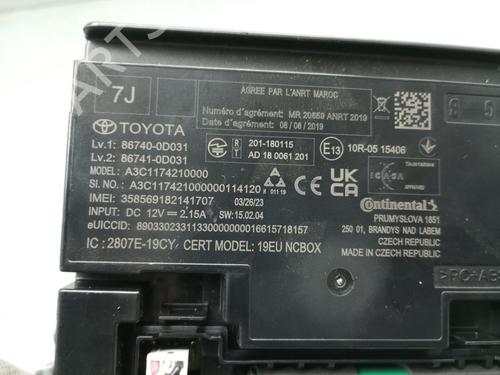 7J
AGREE PAR L'ANRT MAROC
Numéro d'agrément: MR 20659 ANRT 2019
Date d'agrément: 08/08/2019
TOYOTA
Lv.1: 86740-0D031
Lv.2: 86741-0D031
MODEL: A3C1174210000
SI. NO.: A3C1174210000000114120
IMEI: 358569182141707 03/26/23
INPUT: DC 12V 2.15A SW:15.02.04
eUICCID: 89033023311330000000016615718157
IC: 2807E-19CY CERT MODEL: 19EU NCBOX
R 201-180115
T AD 18 0061 201
E13 10R-05 15406
ICASA
011 19
UK CA
Continental
PRUMYSLOVA 1851
250 01, BRANDYS NAD LABEM
CZECH REPUBLIC
MADE IN CZECH REPUBLIC